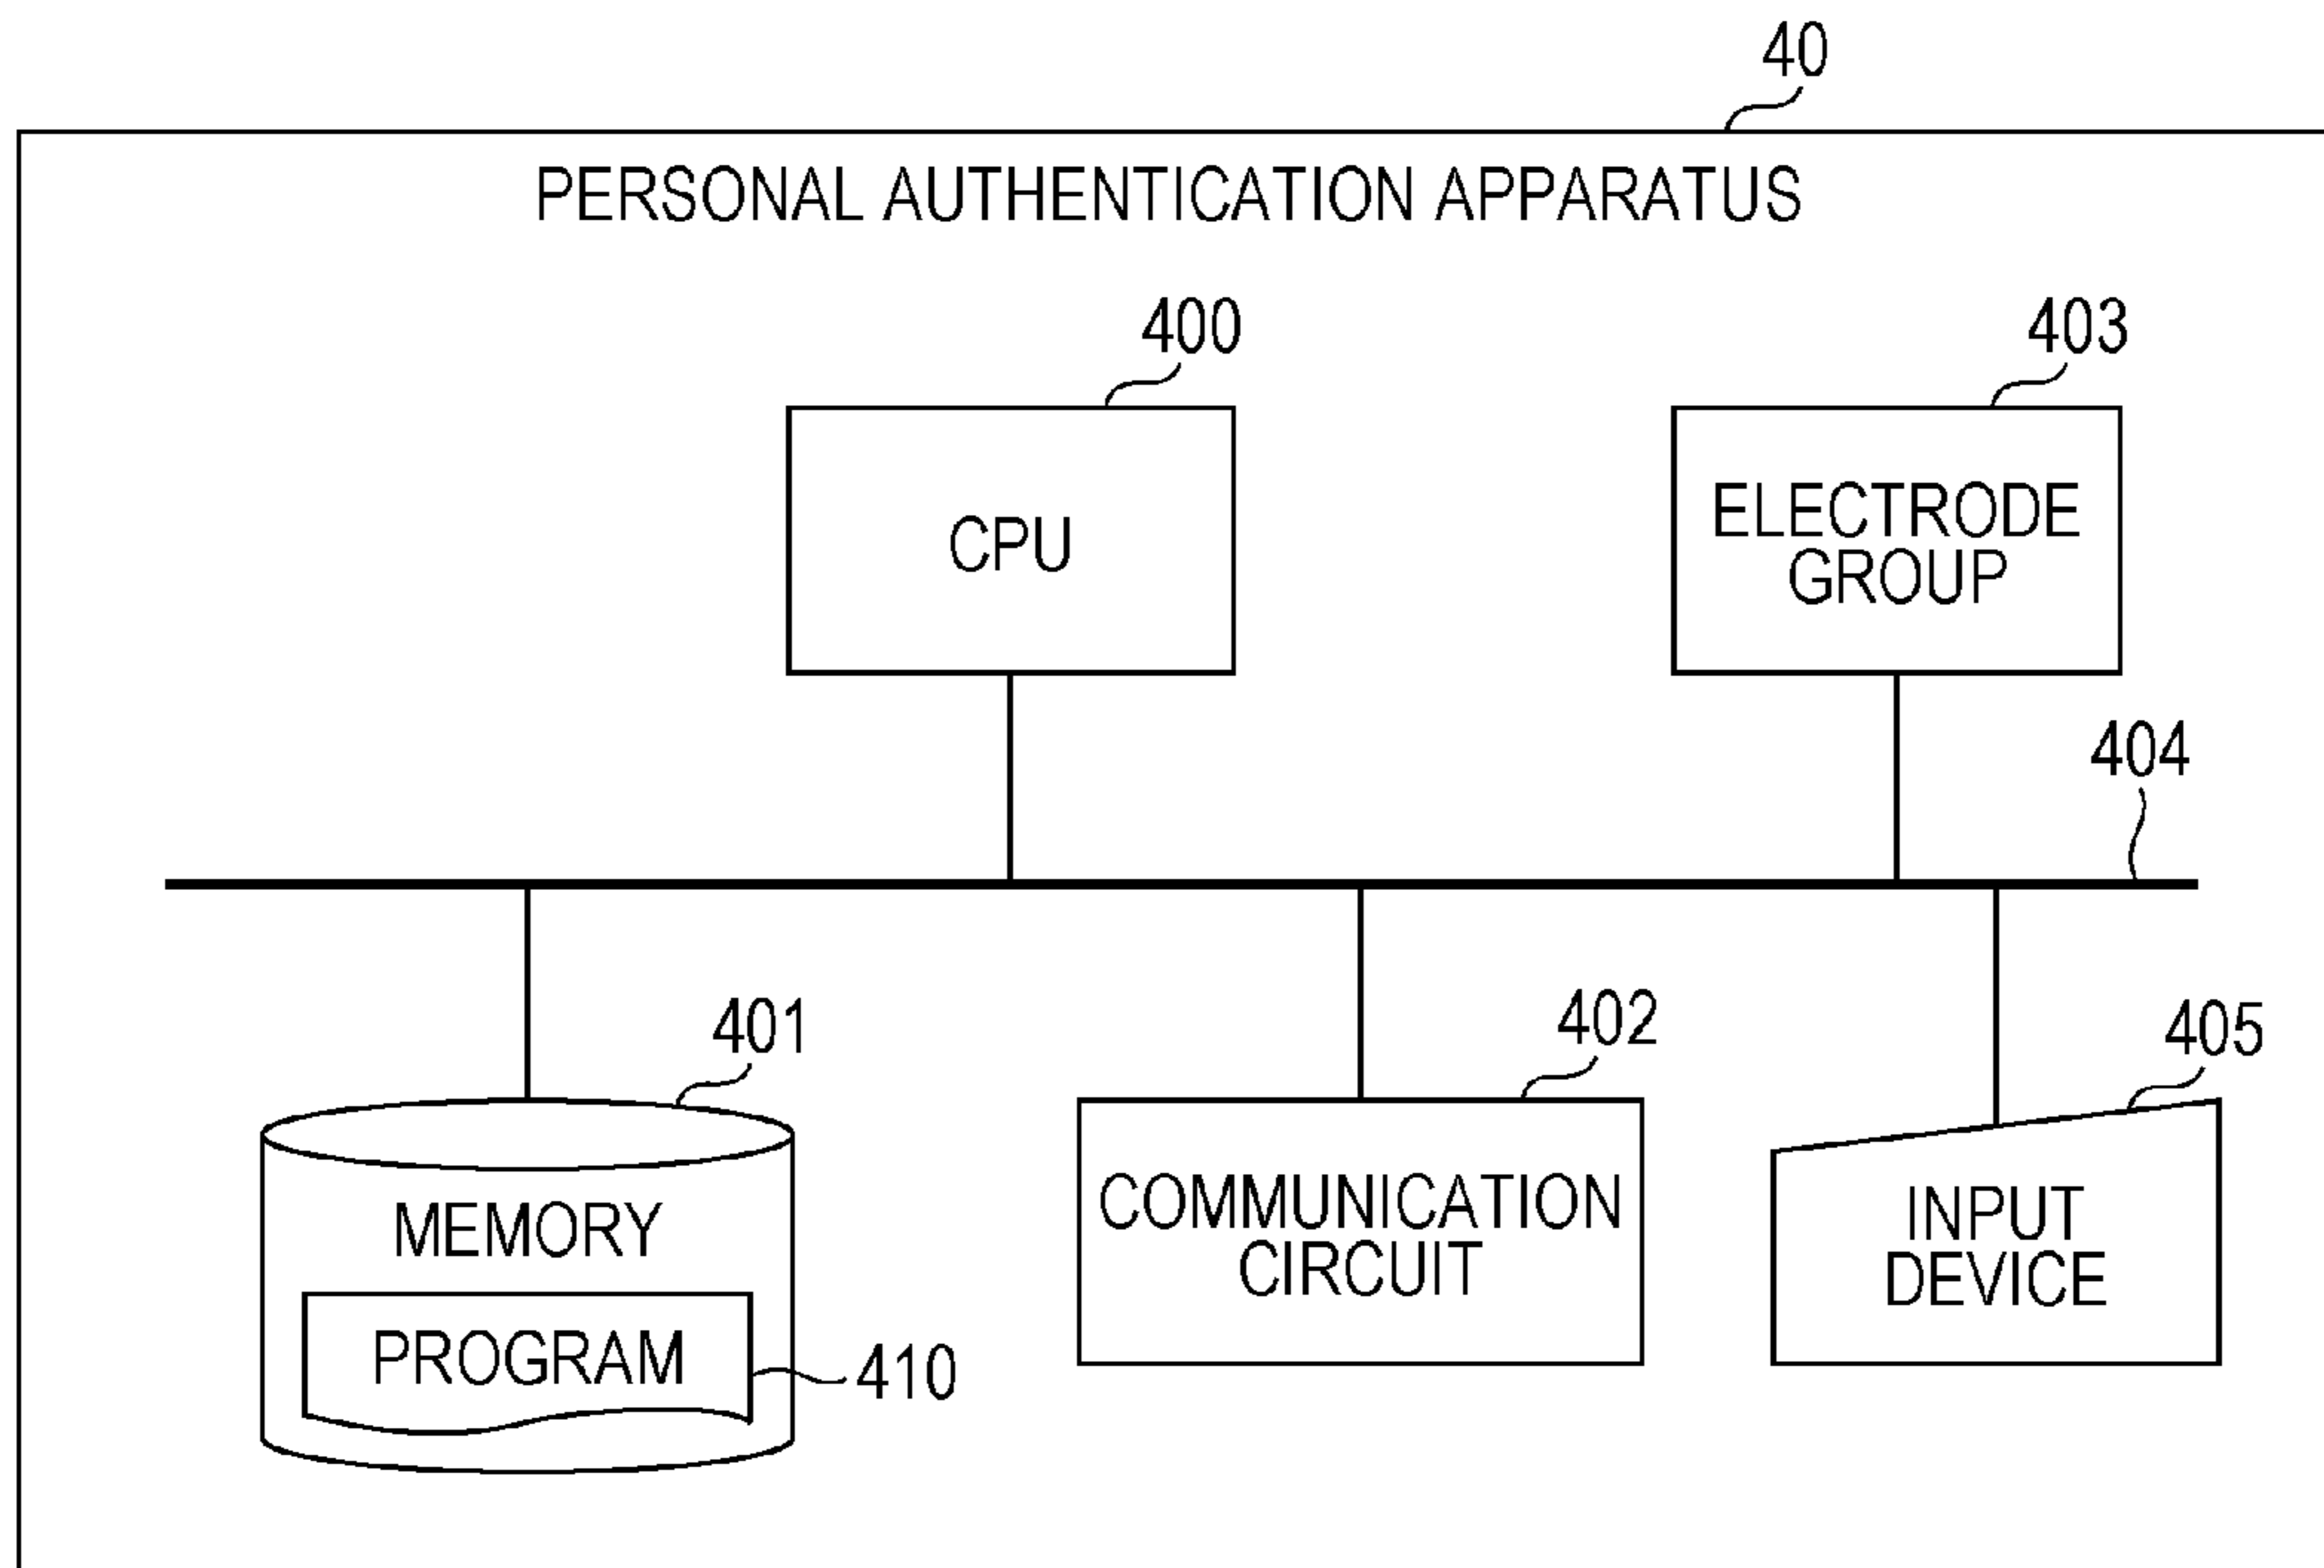 40
PERSONAL AUTHENTICATION APPARATUS
400
403
CPU
ELECTRODE
GROUP
404
401
402
405
MEMORY
COMMUNICATION
CIRCUIT
INPUT
DEVICE
PROGRAM
410